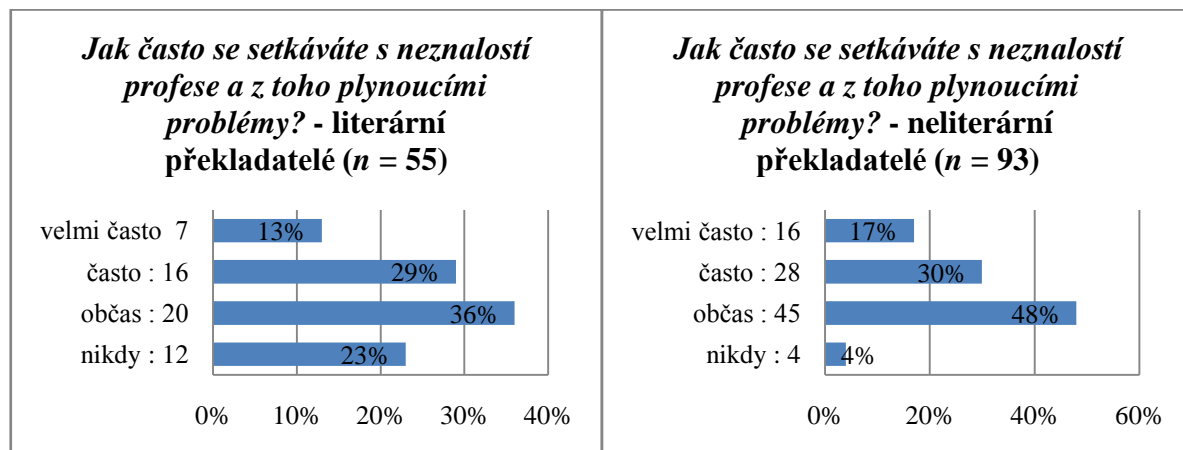 Jak často se setkáváte s neznalostí
profese a z toho plynoucími
problémy? - literární
překladatelé (n = 55)
velmi často 7
13%
často : 16
29%
občas : 20
36%
nikdy : 12
23%
0% 10% 20% 30% 40%
Jak často se setkáváte s neznalostí
profese a z toho plynoucími
problémy? - neliterární
překladatelé (n = 93)
velmi často : 16
17%
často : 28
30%
občas : 45
48%
nikdy : 4
4%
0% 20% 40% 60%